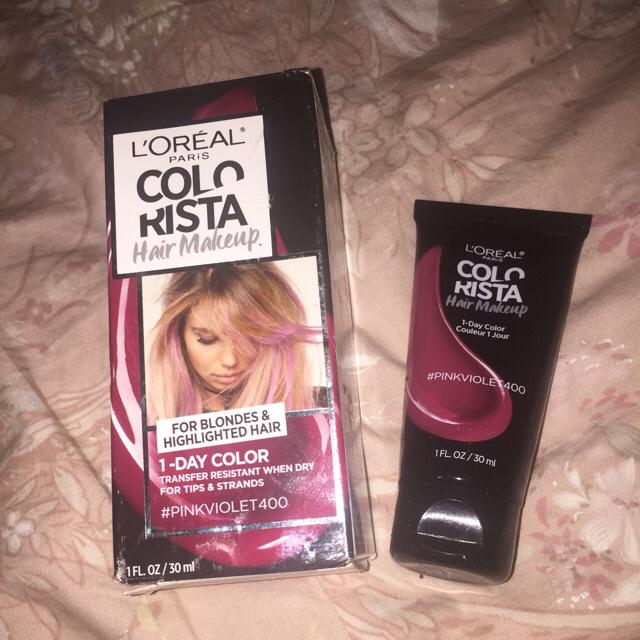 L'ORÉAL®
PARIS
COLO
RISTA
Hair Makeup
FOR BLONDES &
HIGHLIGHTED HAIR
1-DAY COLOR
TRANSFER RESISTANT WHEN DRY
FOR TIPS & STRANDS
#PINKVIOLET400
1 FL. OZ / 30 ml
L'ORÉAL
PARIS
COLO
RISTA
Hair Makeup
1-Day Color
Couleur 1 Jour
#PINKVIOLET400
1 FL. OZ / 30 ml